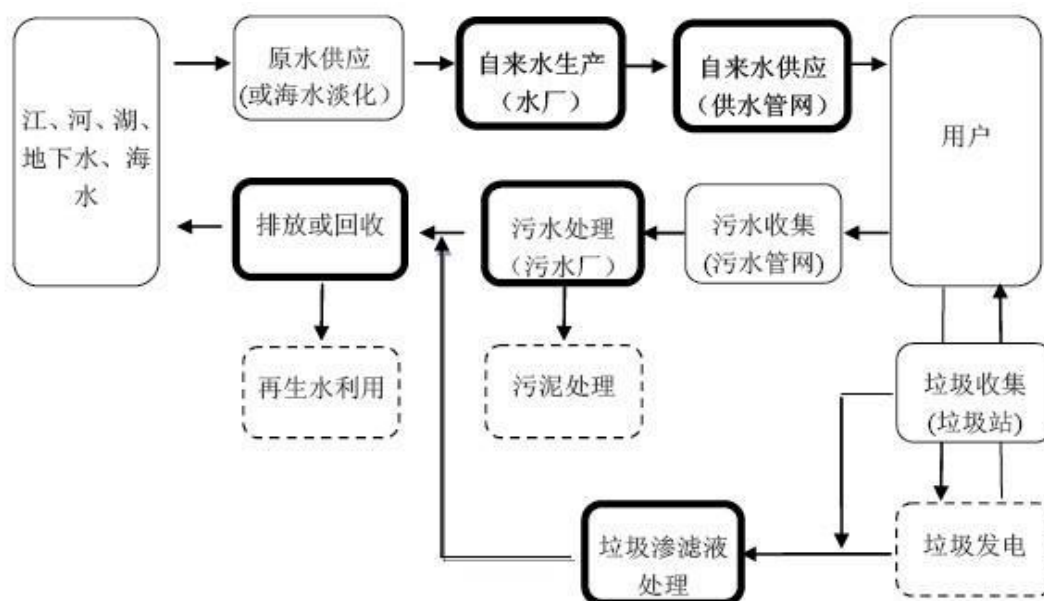 原水供应
(或海水淡化）
自来水生产
（水厂）
自来水供应
（供水管网）
用户
江、河、湖、
地下水、海
水
排放或回收
污水处理
（污水厂）
污水收集
(污水管网)
再生水利用
污泥处理
垃圾收集
(垃圾站)
垃圾渗滤液
处理
垃圾发电